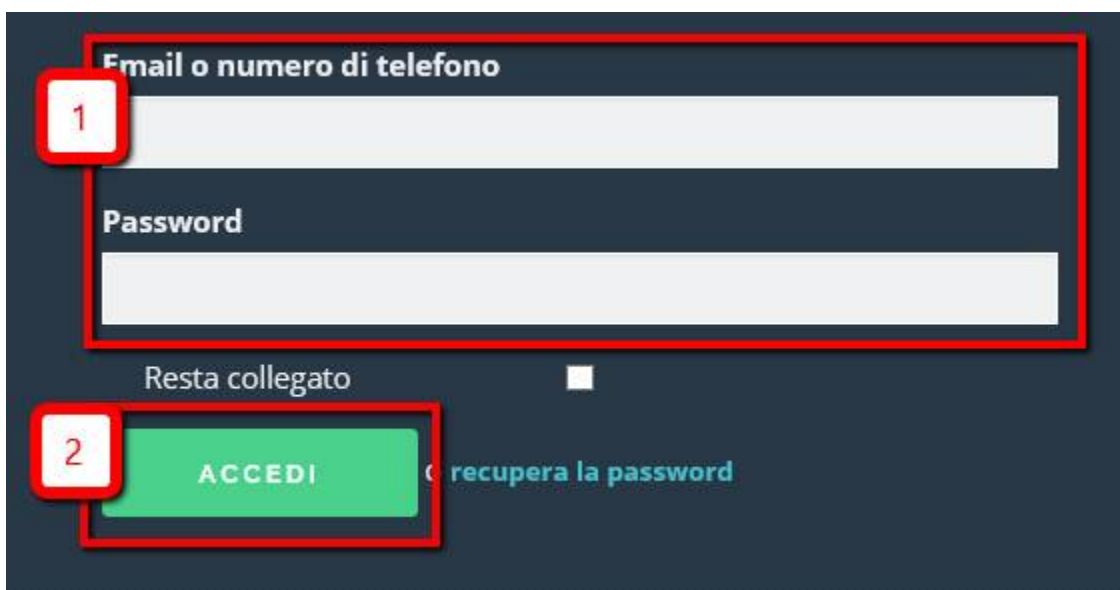 Email o numero di telefono
1
Password
Resta collegato
2
ACCEDI
o recupera la password